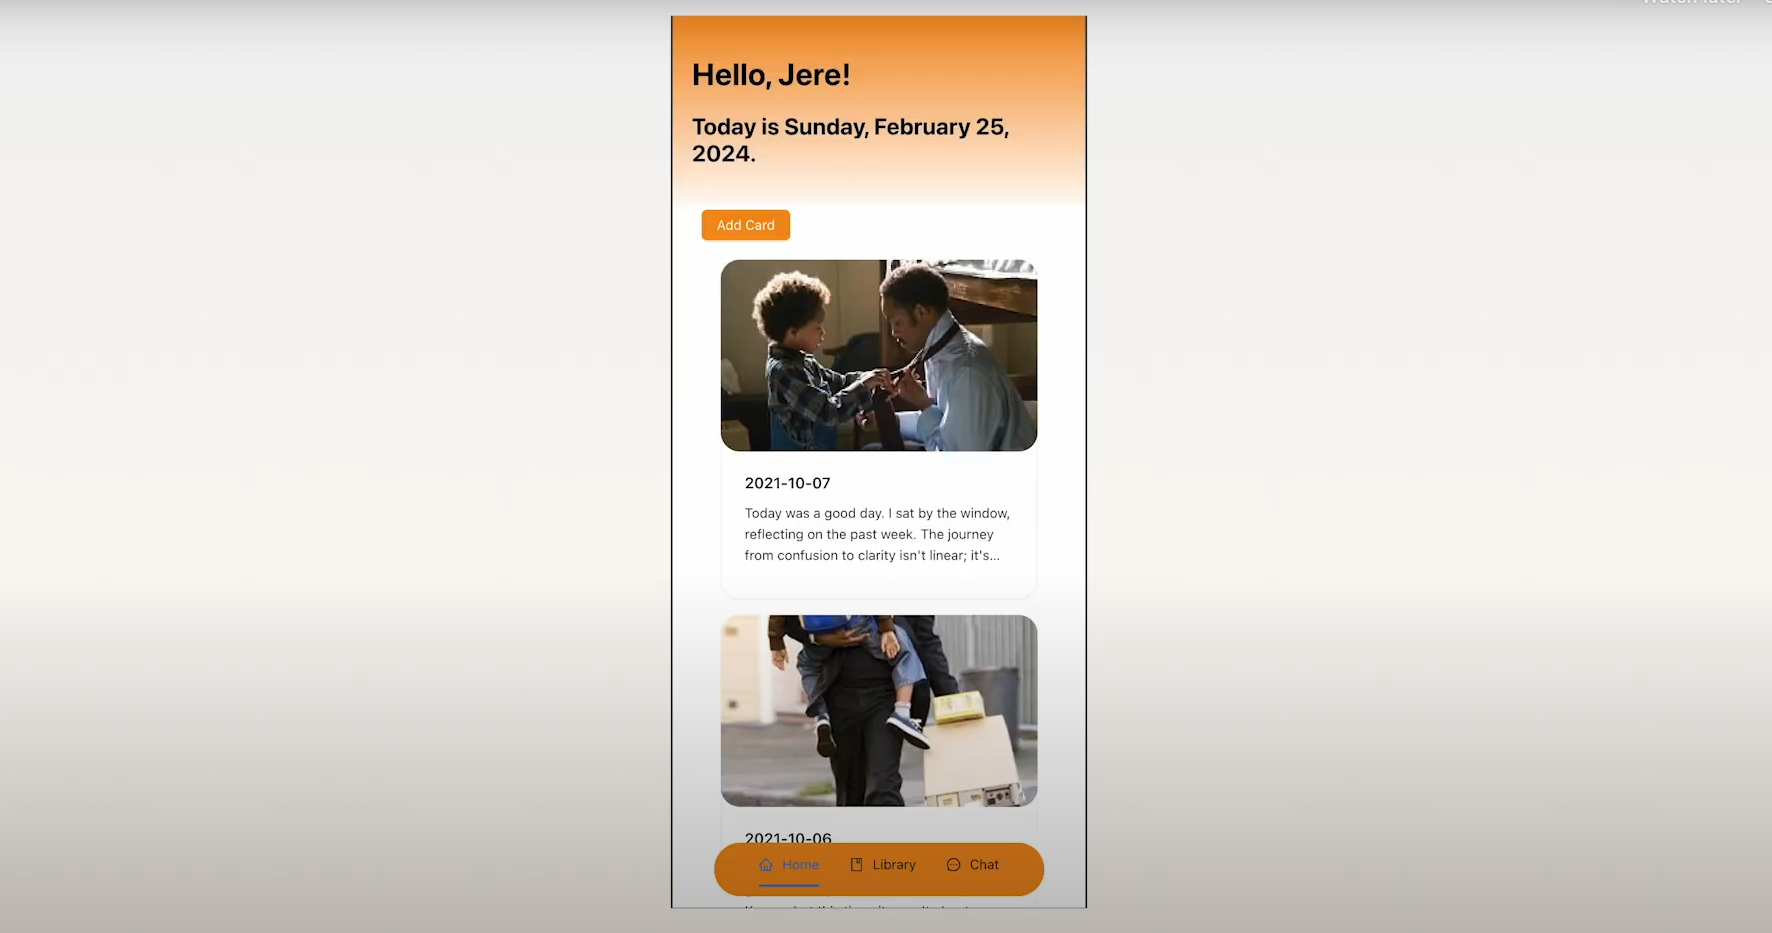 Hello, Jere!
Today is Sunday, February 25,
2024.
Add Card
2021-10-07
Today was a good day. I sat by the window,
reflecting on the past week. The journey
from confusion to clarity isn't linear; it's...
2021-10-06
Home
Library
Chat